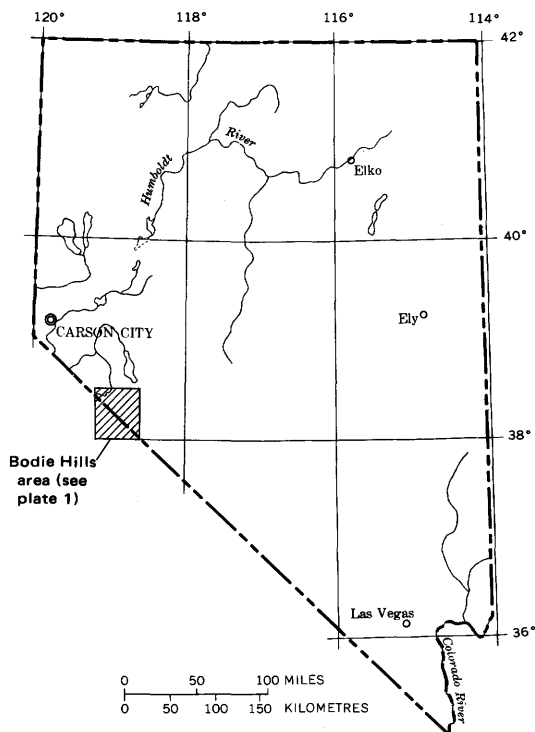 120° 118° 116° 114°
42°
Humboldt River
Elko
40°
Ely
CARSON CITY
38°
Bodie Hills
area (see
plate 1)
Las Vegas
36°
Colorado River
0 50 100 MILES
0 50 100 150 KILOMETRES